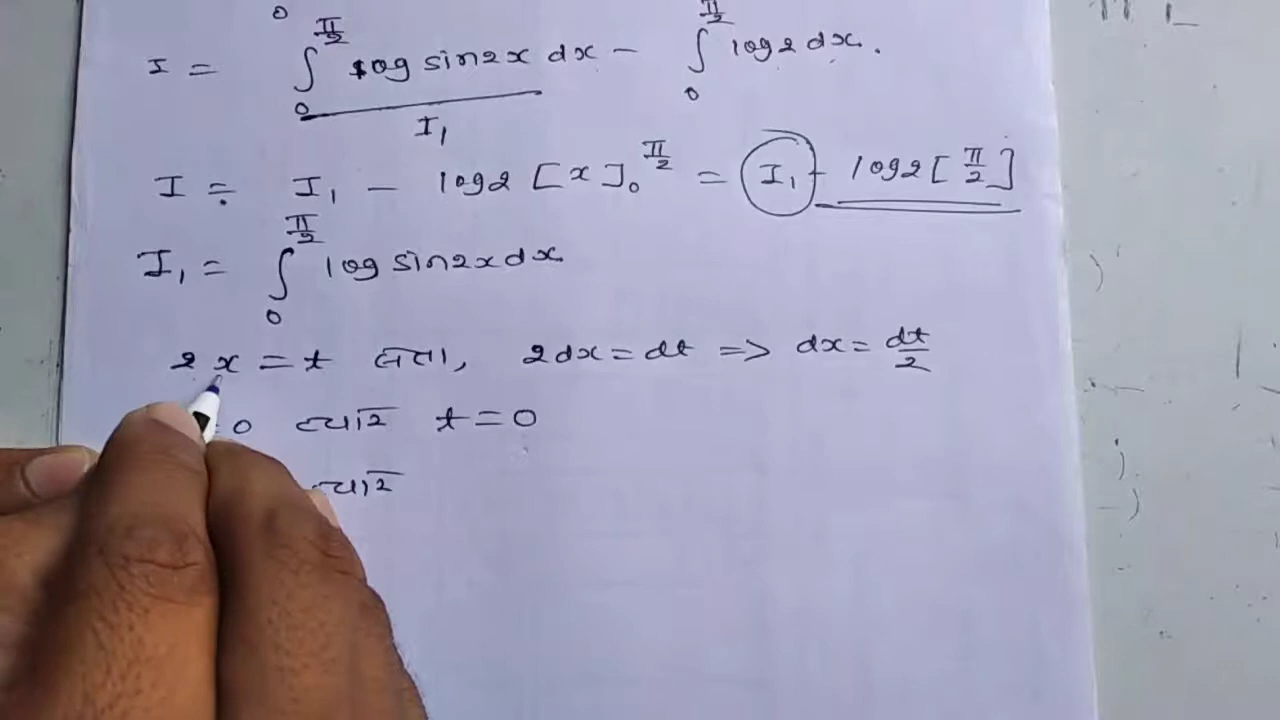 I = ∫₀^{π/2} log sin2x dx − ∫₀^{π/2} log2 dx.
I₁
I = I₁ − log2 [x]₀^{π/2} = I₁ − log2 [π/2]
I₁ = ∫₀^{π/2} log sin2x dx
2x = t લેતા, 2dx = dt => dx = dt/2
= 0 ત્યારે t = 0
ત્યારે